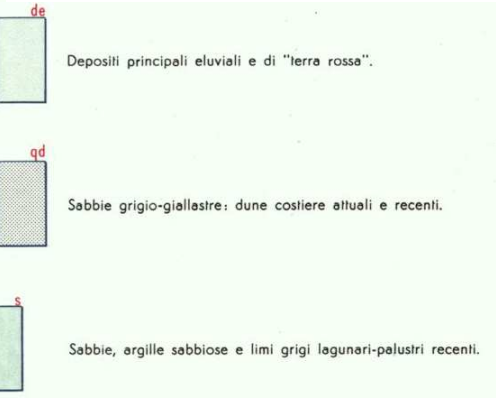 de
Depositi principali eluviali e di "terra rossa".
qd
Sabbie grigio-giallastre: dune costiere attuali e recenti.
s
Sabbie, argille sabbiose e limi grigi lagunari-palustri recenti.